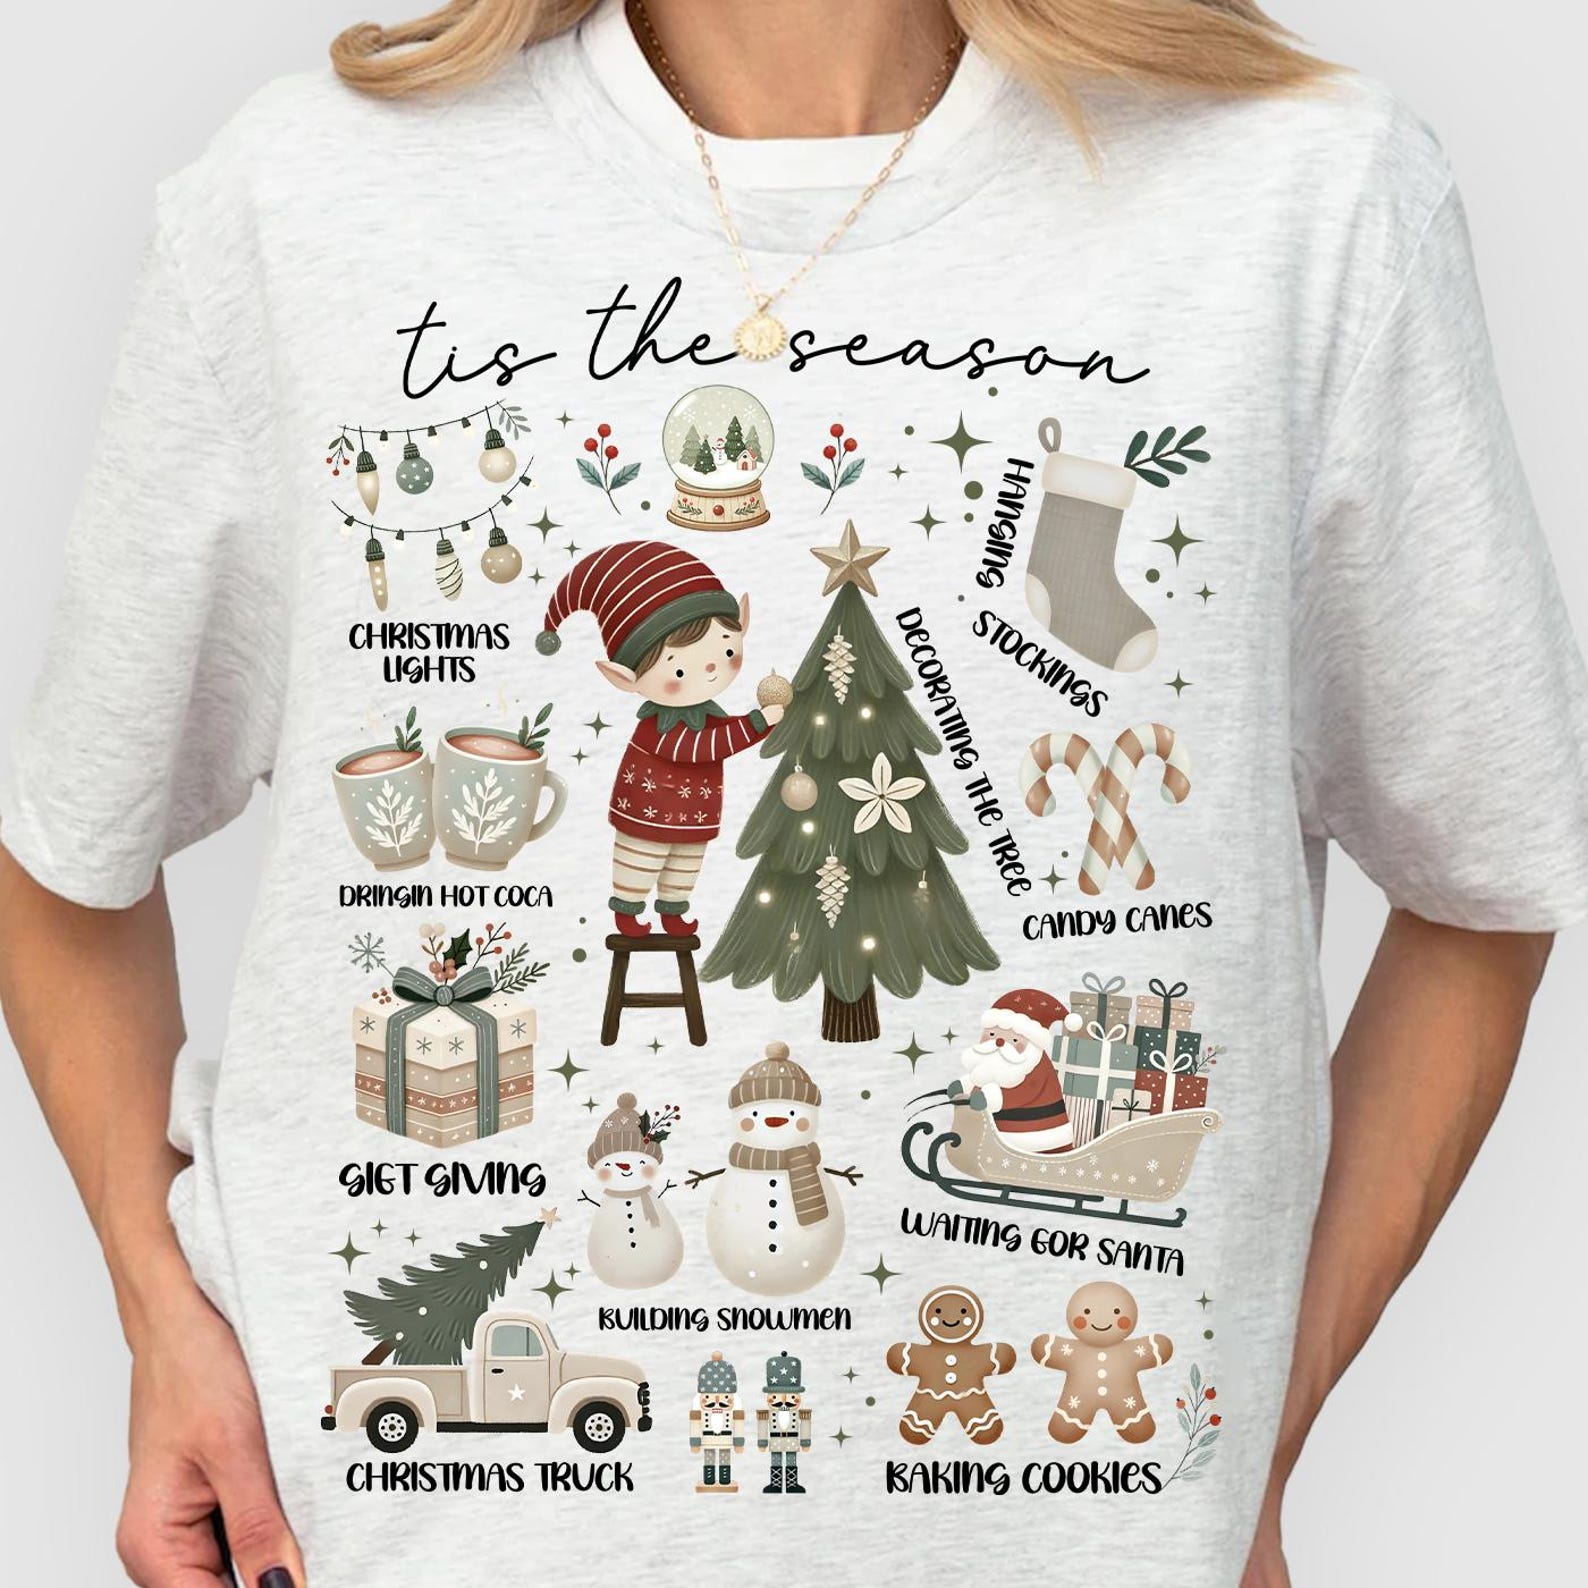 tis the season
HANGING STOCKINGS
CHRISTMAS
LIGHTS
DECORATING THE TREE
DRINGIN HOT COCA
CANDY CANES
GIFT GIVING
WAITING FOR SANTA
BUILDING SNOWMEN
CHRISTMAS TRUCK
BAKING COOKIES